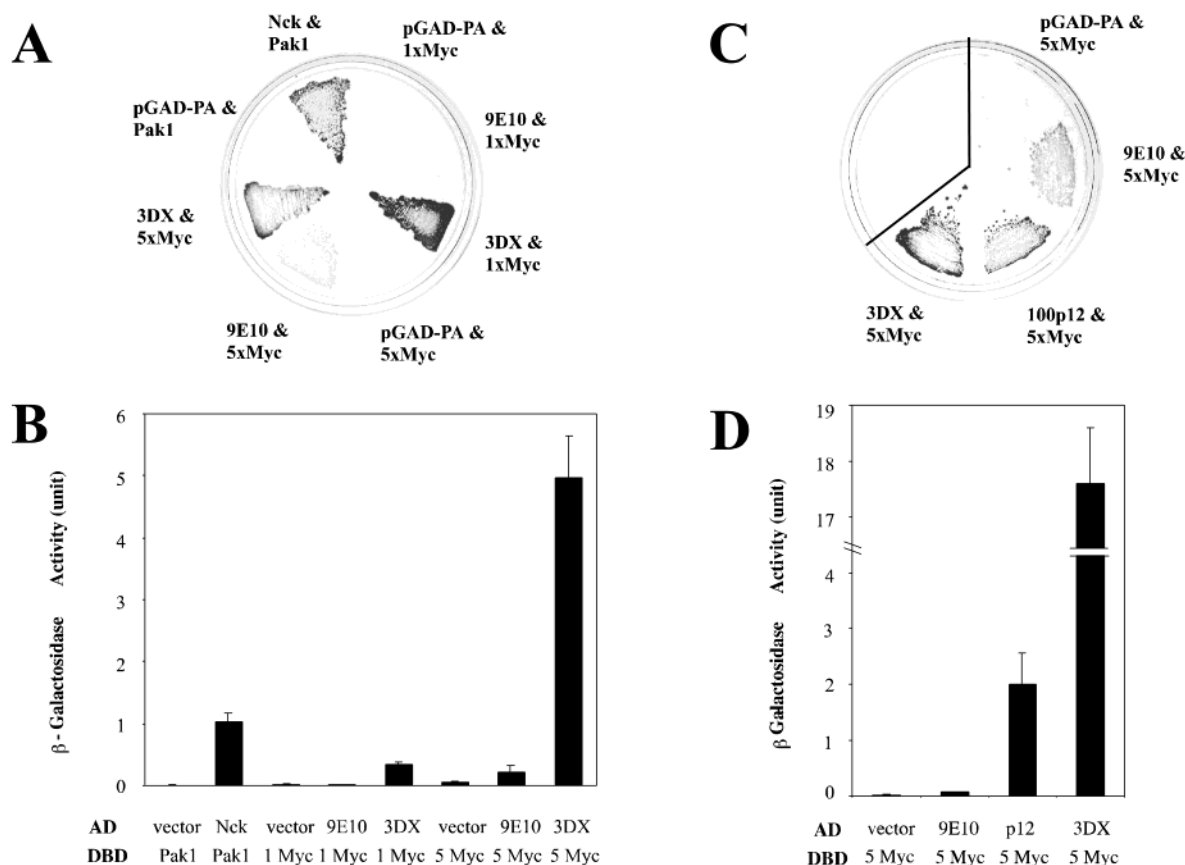 A
Nck &
Pak1
pGAD-PA &
1xMyc
pGAD-PA &
Pak1
9E10 &
1xMyc
3DX &
5xMyc
3DX &
1xMyc
9E10 &
5xMyc
pGAD-PA &
5xMyc
C
pGAD-PA &
5xMyc
9E10 &
5xMyc
3DX &
5xMyc
100p12 &
5xMyc
B
β - Galactosidase Activity (unit)
6
5
4
3
2
1
0
AD vector Nck vector 9E10 3DX vector 9E10 3DX
DBD Pak1 Pak1 1 Myc 1 Myc 1 Myc 5 Myc 5 Myc 5 Myc
D
β Galactosidase Activity (unit)
19
18
17
4
3
2
1
0
AD vector 9E10 p12 3DX
DBD 5 Myc 5 Myc 5 Myc 5 Myc